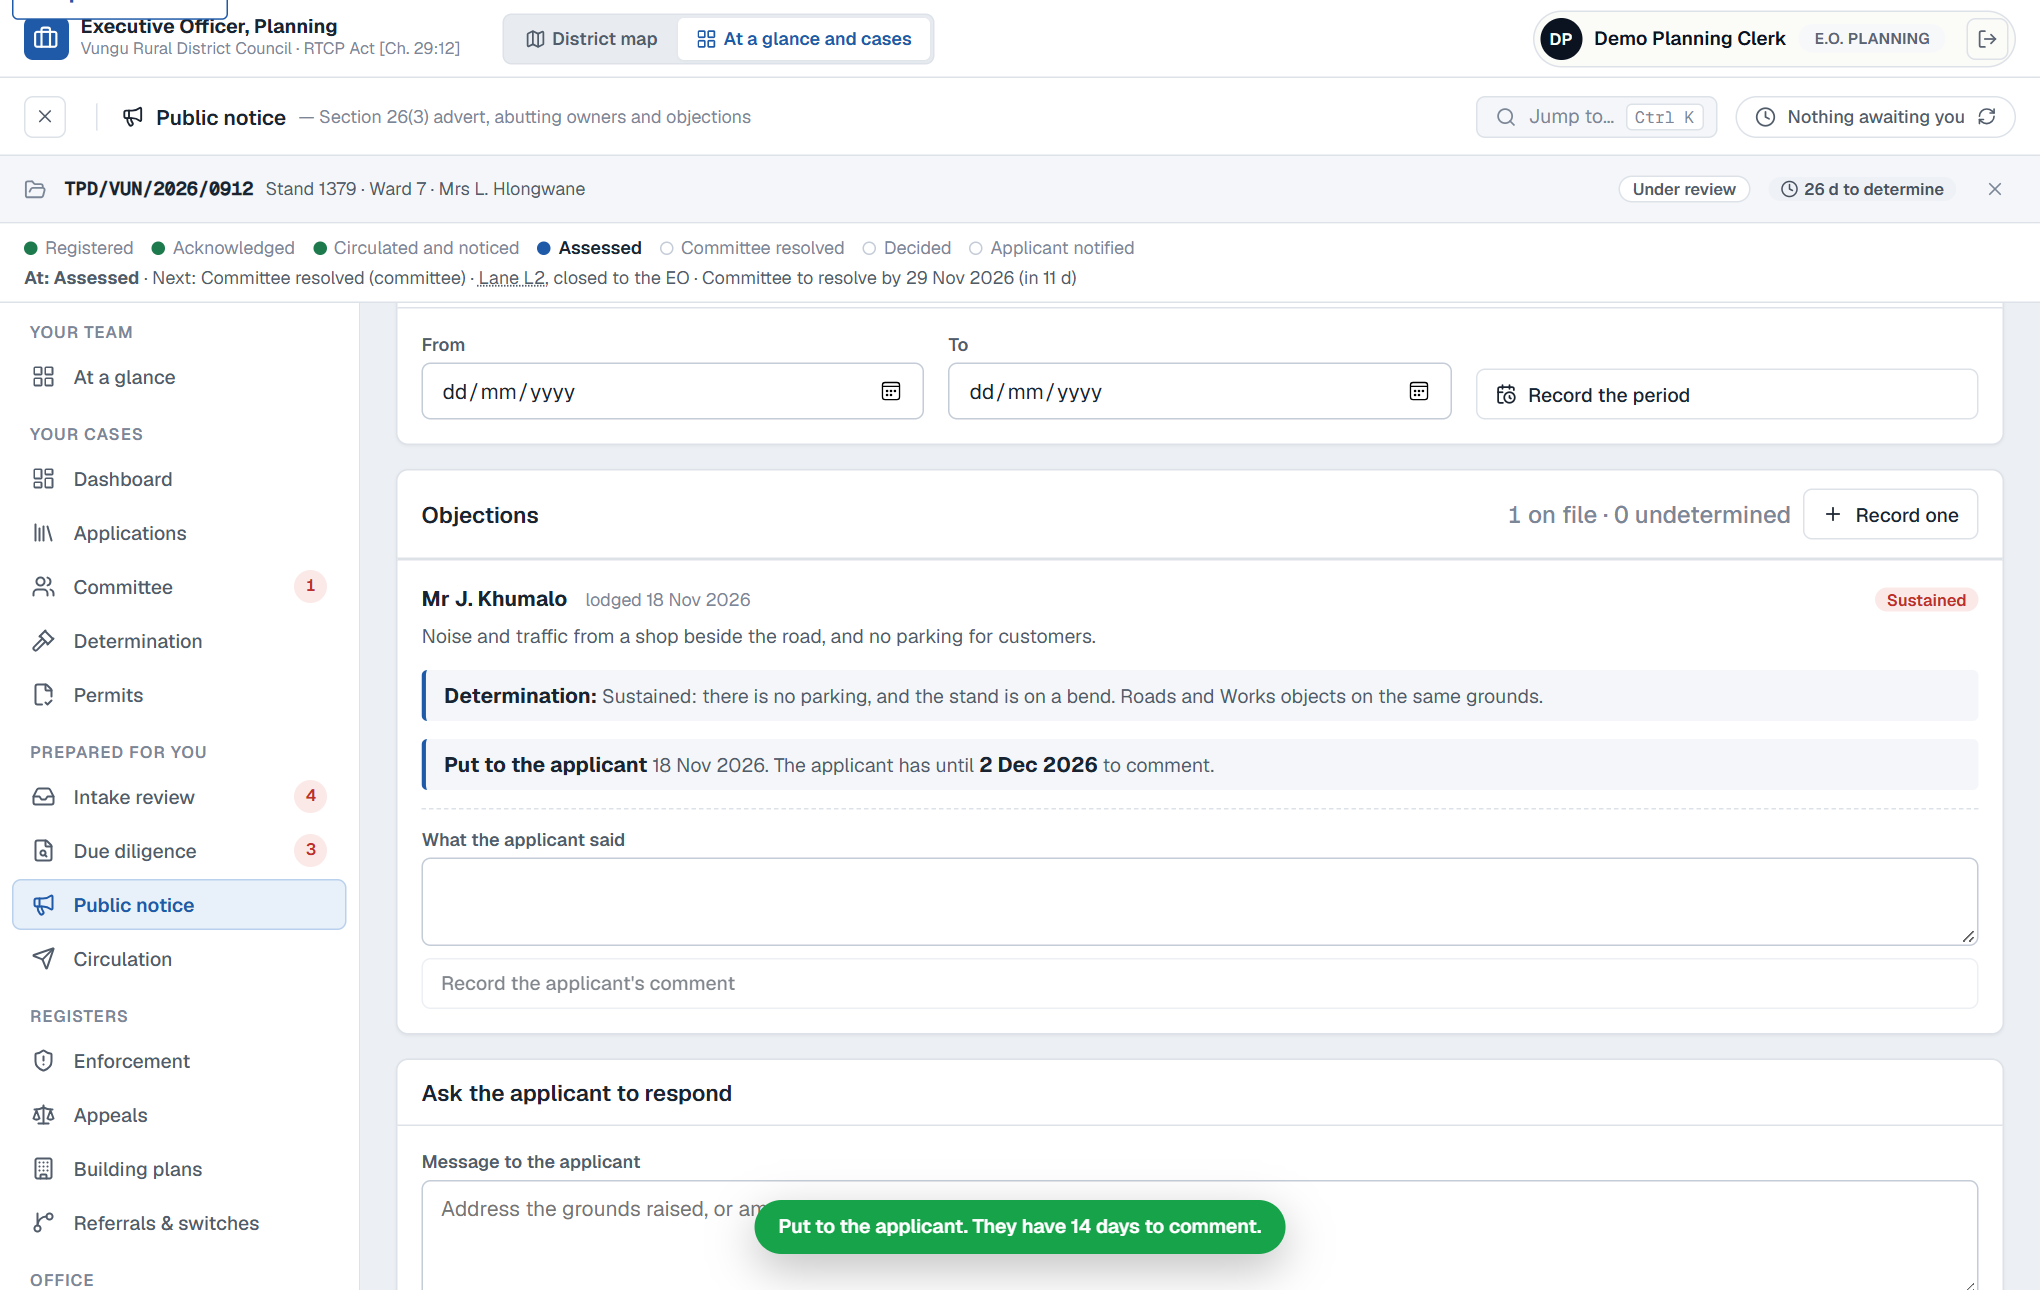 Executive Officer, Planning
Vungu Rural District Council · RTCP Act [Ch. 29:12]
District map
At a glance and cases
DP
Demo Planning Clerk
E.O. PLANNING
Public notice — Section 26(3) advert, abutting owners and objections
Jump to... Ctrl K
Nothing awaiting you
TPD/VUN/2026/0912 Stand 1379 · Ward 7 · Mrs L. Hlongwane
Under review
26 d to determine
Registered Acknowledged Circulated and noticed Assessed Committee resolved Decided Applicant notified
At: Assessed · Next: Committee resolved (committee) · Lane L2, closed to the EO · Committee to resolve by 29 Nov 2026 (in 11 d)
YOUR TEAM
At a glance
YOUR CASES
Dashboard
Applications
Committee 1
Determination
Permits
PREPARED FOR YOU
Intake review 4
Due diligence 3
Public notice
Circulation
REGISTERS
Enforcement
Appeals
Building plans
Referrals & switches
OFFICE
From
To
dd/mm/yyyy
dd/mm/yyyy
Record the period
Objections
1 on file · 0 undetermined
Record one
Mr J. Khumalo lodged 18 Nov 2026
Sustained
Noise and traffic from a shop beside the road, and no parking for customers.
Determination: Sustained: there is no parking, and the stand is on a bend. Roads and Works objects on the same grounds.
Put to the applicant 18 Nov 2026. The applicant has until 2 Dec 2026 to comment.
What the applicant said
Record the applicant's comment
Ask the applicant to respond
Message to the applicant
Address the grounds raised, or
Put to the applicant. They have 14 days to comment.